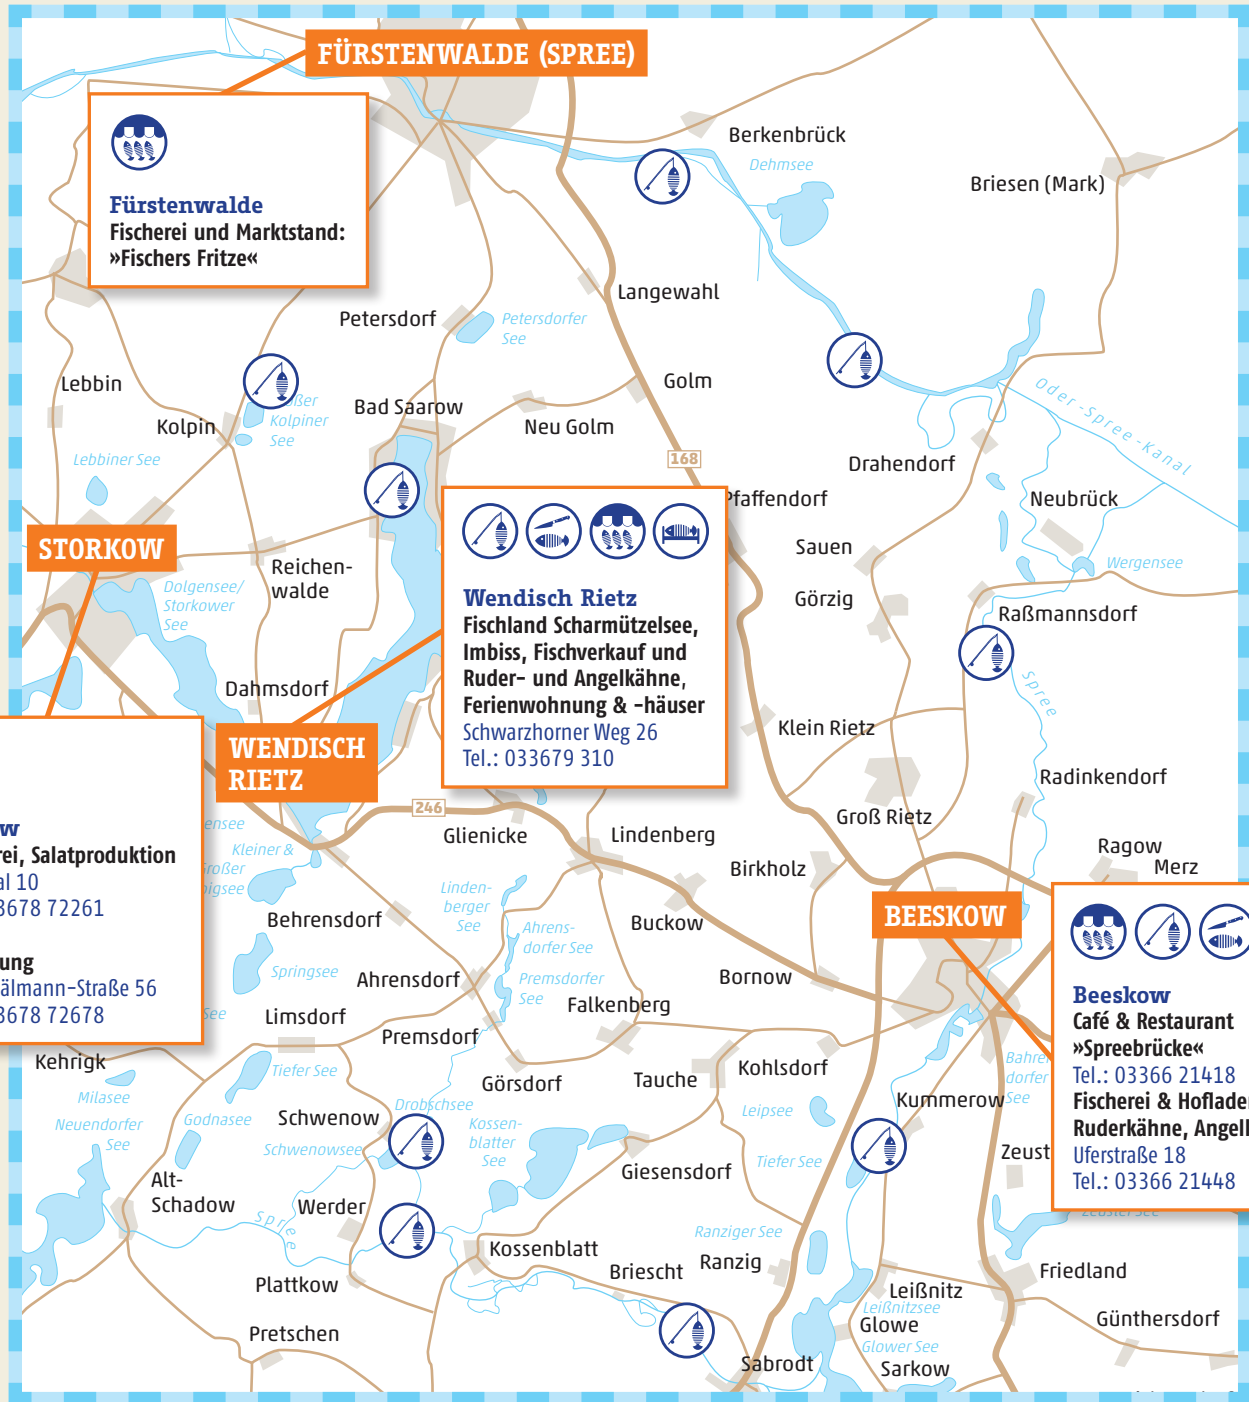 FÜRSTENWALDE (SPREE)
Fürstenwalde
Fischerei und Marktstand:
»Fischers Fritze«
Berkenbrück
Dehmsee
Briesen (Mark)
Langewahl
Petersdorf
Petersdorfer
See
Golm
Lebbin
Kolpin
Kolpiner
See
Bad Saarow
Neu Golm
Lebbiner See
168
Oder-Spree-Kanal
Drahendorf
Neubrück
Pfaffendorf
Sauen
Görzig
Wergensee
Raßmannsdorf
Spree
STORKOW
Dolgensee/
Storkower
See
Reichen-
walde
Dahmsdorf
Wendisch Rietz
Fischland Scharmützelsee,
Imbiss, Fischverkauf und
Ruder- und Angelkähne,
Ferienwohnung & -häuser
Schwarzhorner Weg 26
Tel.: 033679 310
WENDISCH
RIETZ
246
Klein Rietz
Radinkendorf
Groß Rietz
Glienicke
Lindenberg
Birkholz
Ragow
Merz
rei, Salatproduktion
al 10
3678 72261
ung
älmann-Straße 56
3678 72678
Kleiner &
Großer
Linden-
berger
See
Behrensdorf
Buckow
BEESKOW
Ahrens-
dorfer See
Springsee
Ahrensdorf
Premsdorfer
See
Bornow
Limsdorf
Falkenberg
Premsdorf
See
Beeskow
Café & Restaurant
»Spreebrücke«
Tel.: 03366 21418
Fischerei & Hoflade
Ruderkähne, Angel
Uferstraße 18
Tel.: 03366 21448
Kehrigk
Milasee
Tiefer See
Görsdorf
Tauche
Kohlsdorf
dorfer
See
Neuendorfer
See
Godnasee
Schwenow
Drobschsee
Schwenowsee
Kossen-
blatter
See
Leipsee
Kummerow
Giesensdorf
Tiefer See
Zeust
Zeuster See
Alt-
Schadow
Werder
Spree
Kossenblatt
Ranziger See
Ranzig
Briescht
Plattkow
Leißnitz
Leißnitzsee
Friedland
Glowe
Glower See
Günthersdorf
Pretschen
Sabrodt
Sarkow